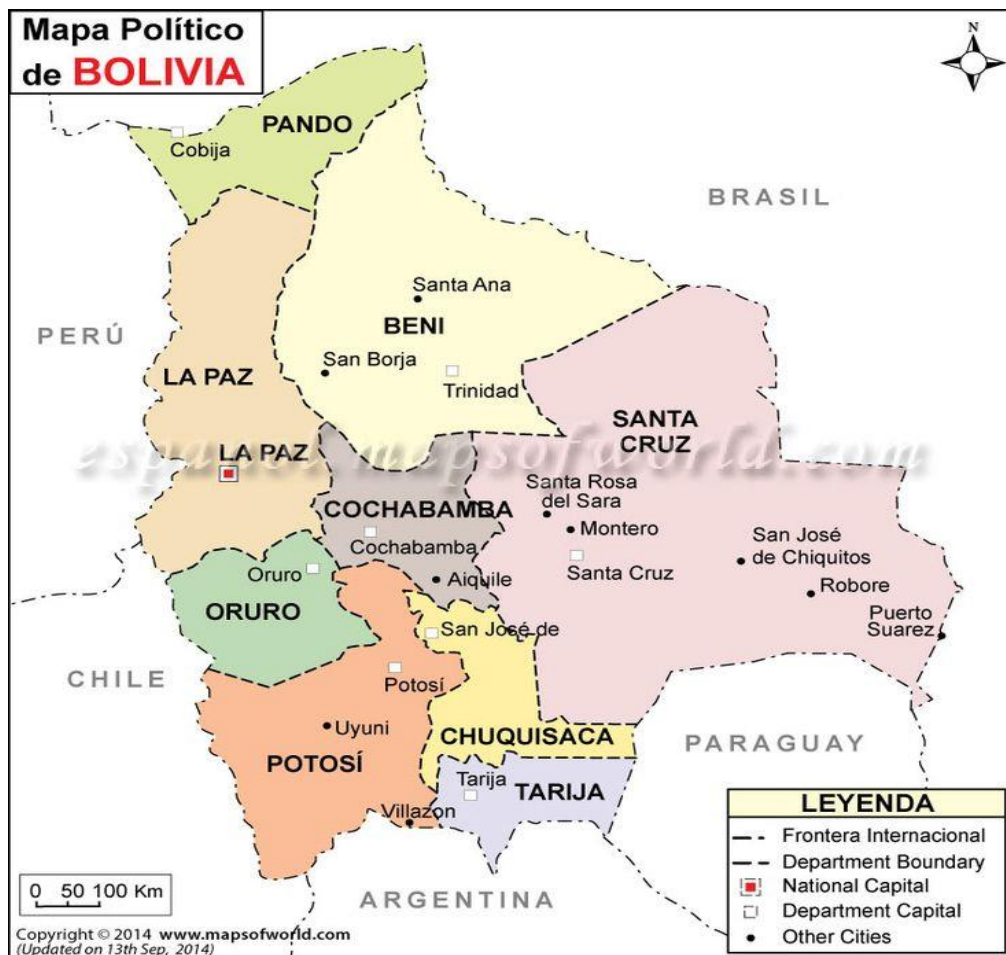 Mapa Político
de BOLIVIA
N
PANDO
Cobija
BRASIL
Santa Ana
BENI
PERÚ
San Borja
LA PAZ
Trinidad
SANTA
CRUZ
LA PAZ
espanol.mapsofworld.com
Santa Rosa
del Sara
COCHABAMBA
Montero
San José
de Chiquitos
Cochabamba
Santa Cruz
Oruro
Aiquile
Robore
ORURO
Puerto
Suarez
San José de
CHILE
Potosí
Uyuni
CHUQUISACA
PARAGUAY
POTOSÍ
Tarija
TARIJA
Villazon
LEYENDA
Frontera Internacional
Department Boundary
National Capital
Department Capital
Other Cities
0 50 100 Km
ARGENTINA
Copyright © 2014 www.mapsofworld.com
(Updated on 13th Sep, 2014)